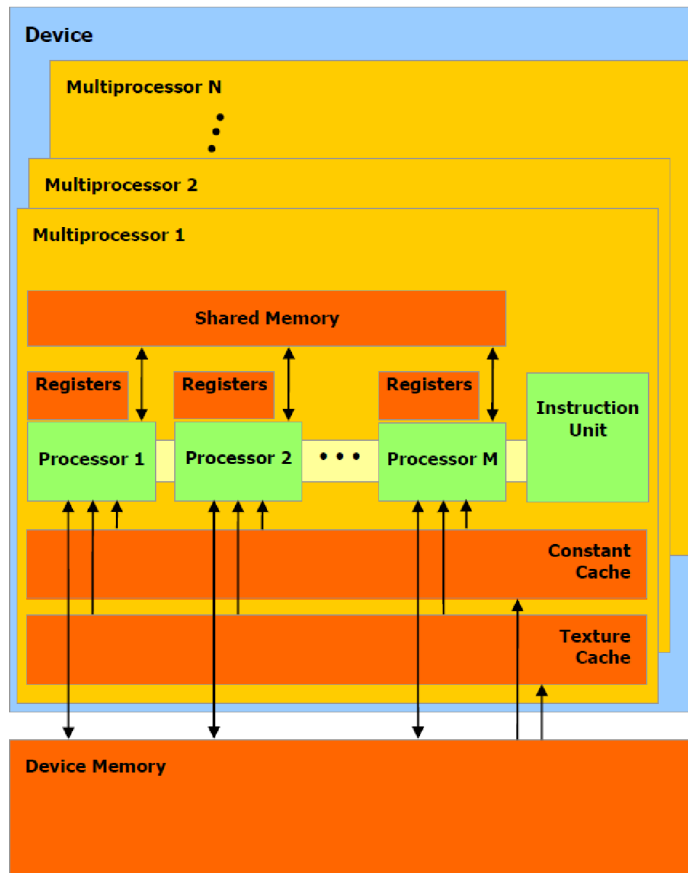 Device
Multiprocessor N
Multiprocessor 2
Multiprocessor 1
Shared Memory
Registers
Registers
Registers
Instruction
Unit
Processor 1
Processor 2
Processor M
Constant
Cache
Texture
Cache
Device Memory